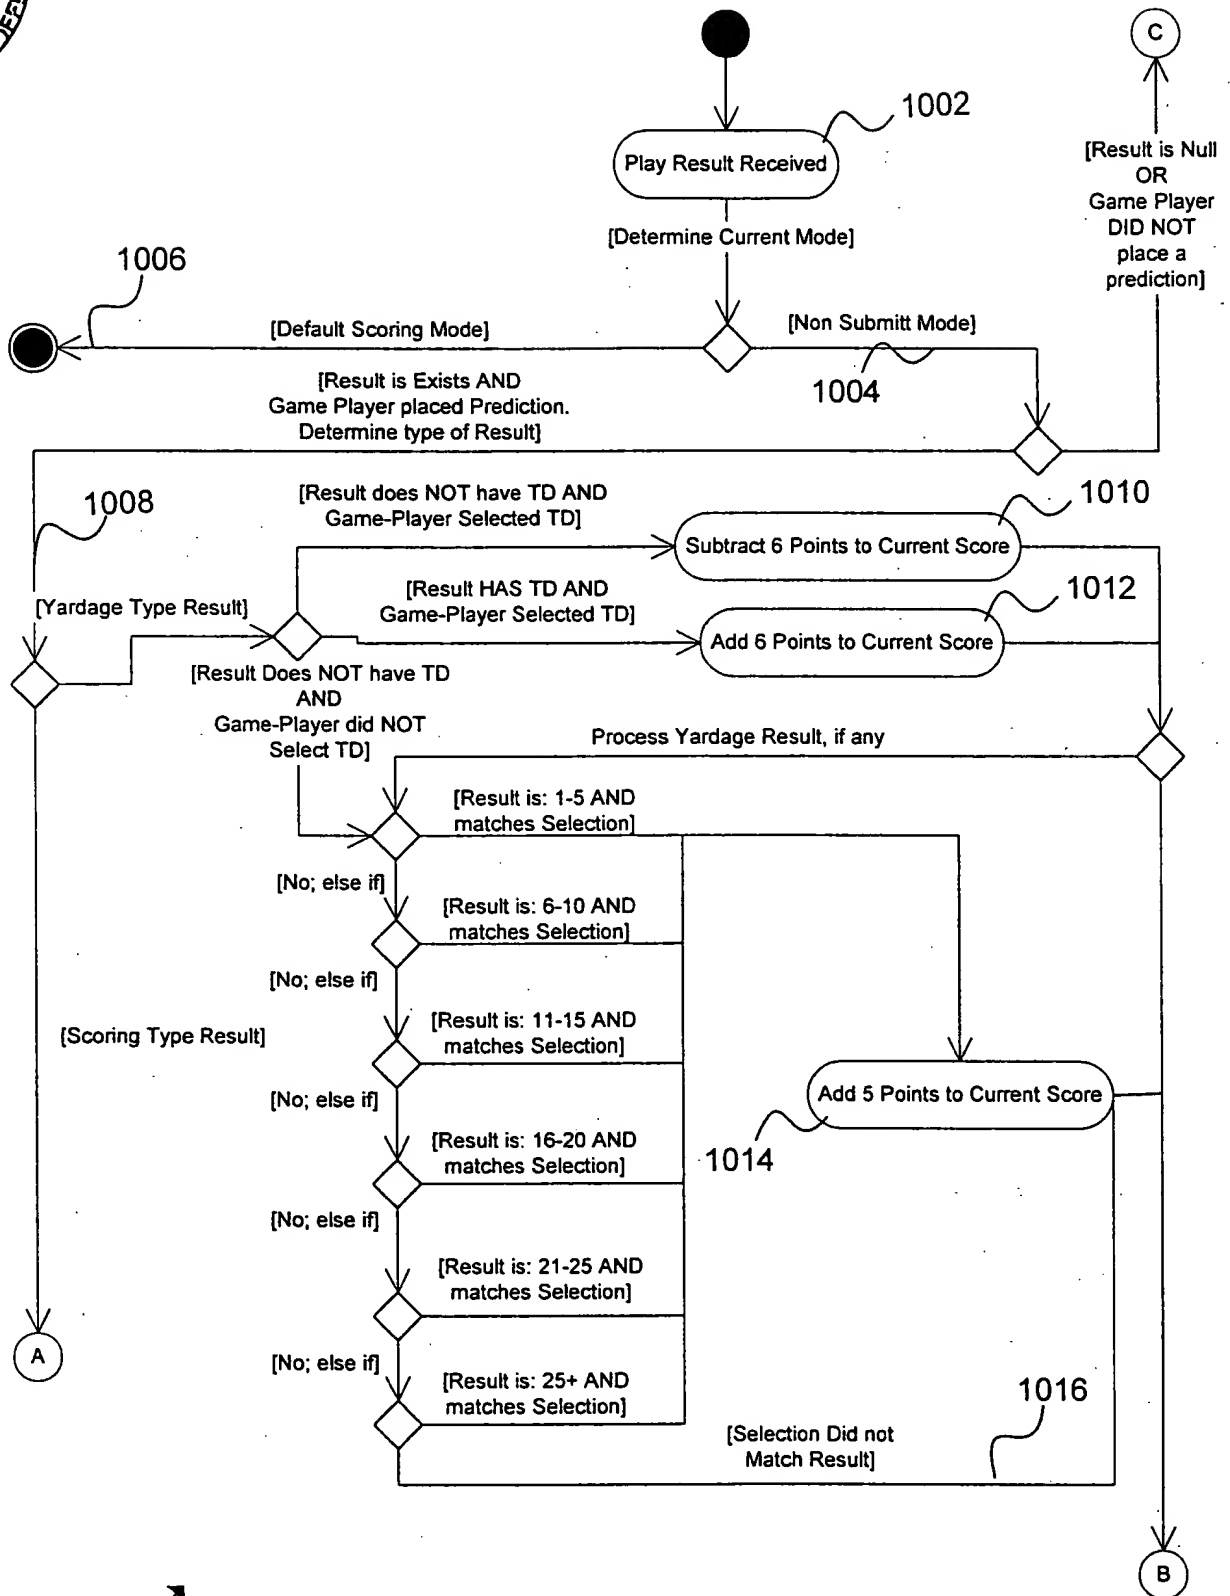 C
1002
Play Result Received
[Result is Null
OR
Game Player
DID NOT
place a
prediction]
[Determine Current Mode]
1006
[Default Scoring Mode]
[Non Submitt Mode]
1004
[Result is Exists AND
Game Player placed Prediction.
Determine type of Result]
1008
[Result does NOT have TD AND
Game-Player Selected TD]
1010
Subtract 6 Points to Current Score
[Yardage Type Result]
[Result HAS TD AND
Game-Player Selected TD]
1012
Add 6 Points to Current Score
[Result Does NOT have TD
AND
Game-Player did NOT
Select TD]
Process Yardage Result, if any
[Result is: 1-5 AND
matches Selection]
[No; else if]
[Result is: 6-10 AND
matches Selection]
[No; else if]
[Result is: 11-15 AND
matches Selection]
[Scoring Type Result]
[No; else if]
Add 5 Points to Current Score
1014
[Result is: 16-20 AND
matches Selection]
[No; else if]
[Result is: 21-25 AND
matches Selection]
A
[No; else if]
[Result is: 25+ AND
matches Selection]
1016
[Selection Did not
Match Result]
B